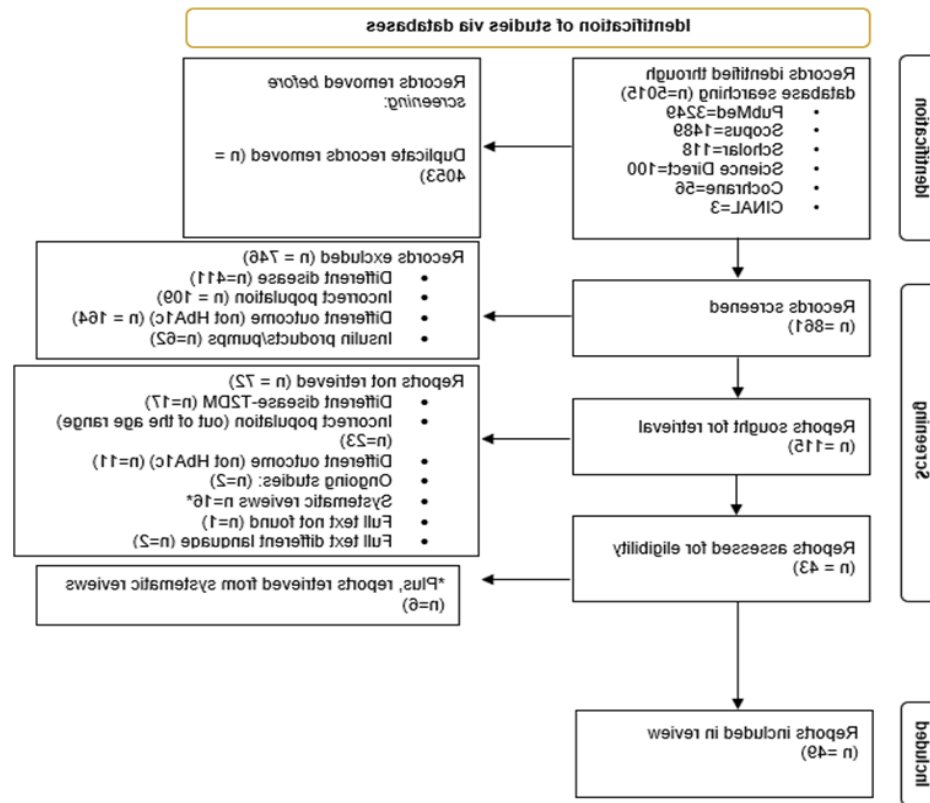 Identification of studies via databases
Identification
Records identified through
database searching (n=5015)
• PubMed=3249
• Scopus=1489
• Scholar=118
• Science Direct=100
• Cochrane=56
• CINAL=3
Records removed before
screening:
Duplicate records removed (n =
4053)
Screening
Records screened
(n =861)
Records excluded (n = 746)
• Different disease (n=411)
• Incorrect population (n = 109)
• Different outcome (not HbA1c) (n = 164)
• Insulin products/pumps (n=62)
Reports sought for retrieval
(n =115)
Reports not retrieved (n = 72)
• Different disease-T2DM (n=17)
• Incorrect population (out of the age range)
(n=23)
• Different outcome (not HbA1c) (n=11)
• Ongoing studies: (n=2)
• Systematic reviews n=16*
• Full text not found (n=1)
• Full text different language (n=2)
Reports assessed for eligibility
(n = 43)
*Plus, reports retrieved from systematic reviews
(n=6)
Included
Reports included in review
(n =49)